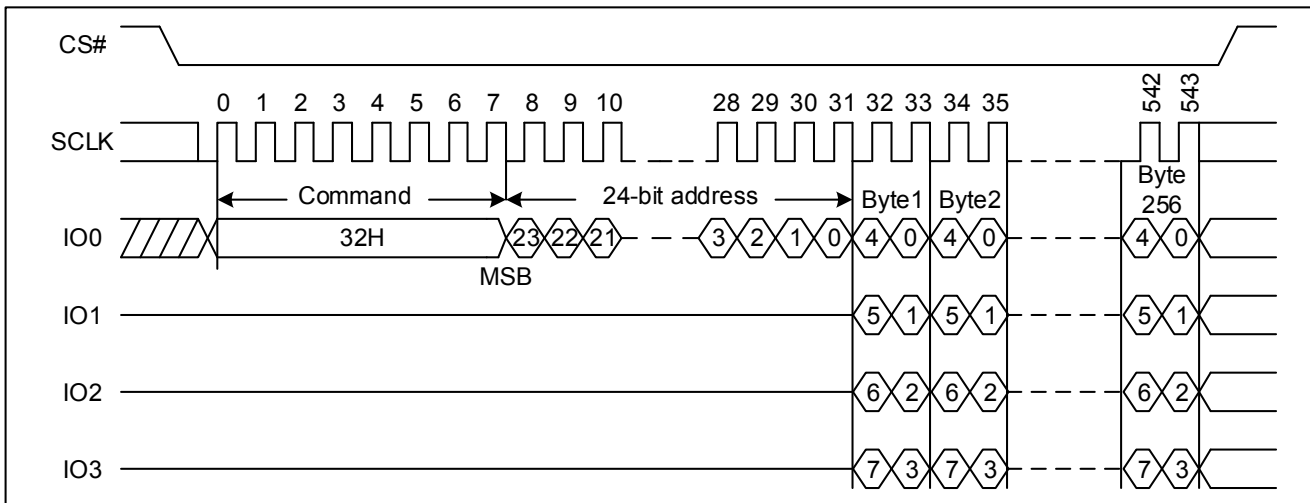 CS#
0 1 2 3 4 5 6 7 8 9 10 28 29 30 31 32 33 34 35 542 543
SCLK
Command 24-bit address Byte1 Byte2 Byte
256
IO0 32H 23 22 21 3 2 1 0 4 0 4 0 4 0
MSB
IO1 5 1 5 1 5 1
IO2 6 2 6 2 6 2
IO3 7 3 7 3 7 3